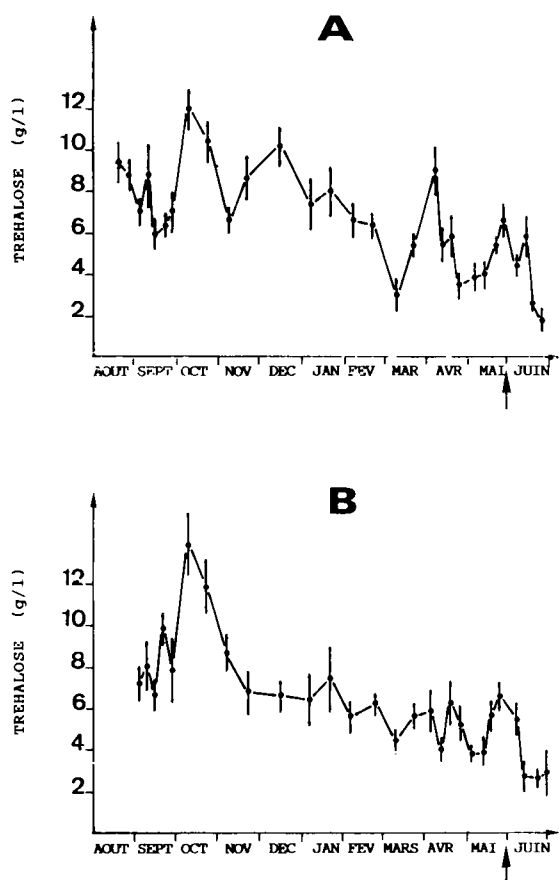 A
TREHALOSE (g/l)
12
10
8
6
4
2
AOUT SEPT OCT NOV DEC JAN FEV MAR AVR MAI JUIN
B
TREHALOSE (g/l)
12
10
8
6
4
2
AOUT SEPT OCT NOV DEC JAN FEV MARS AVR MAI JUIN